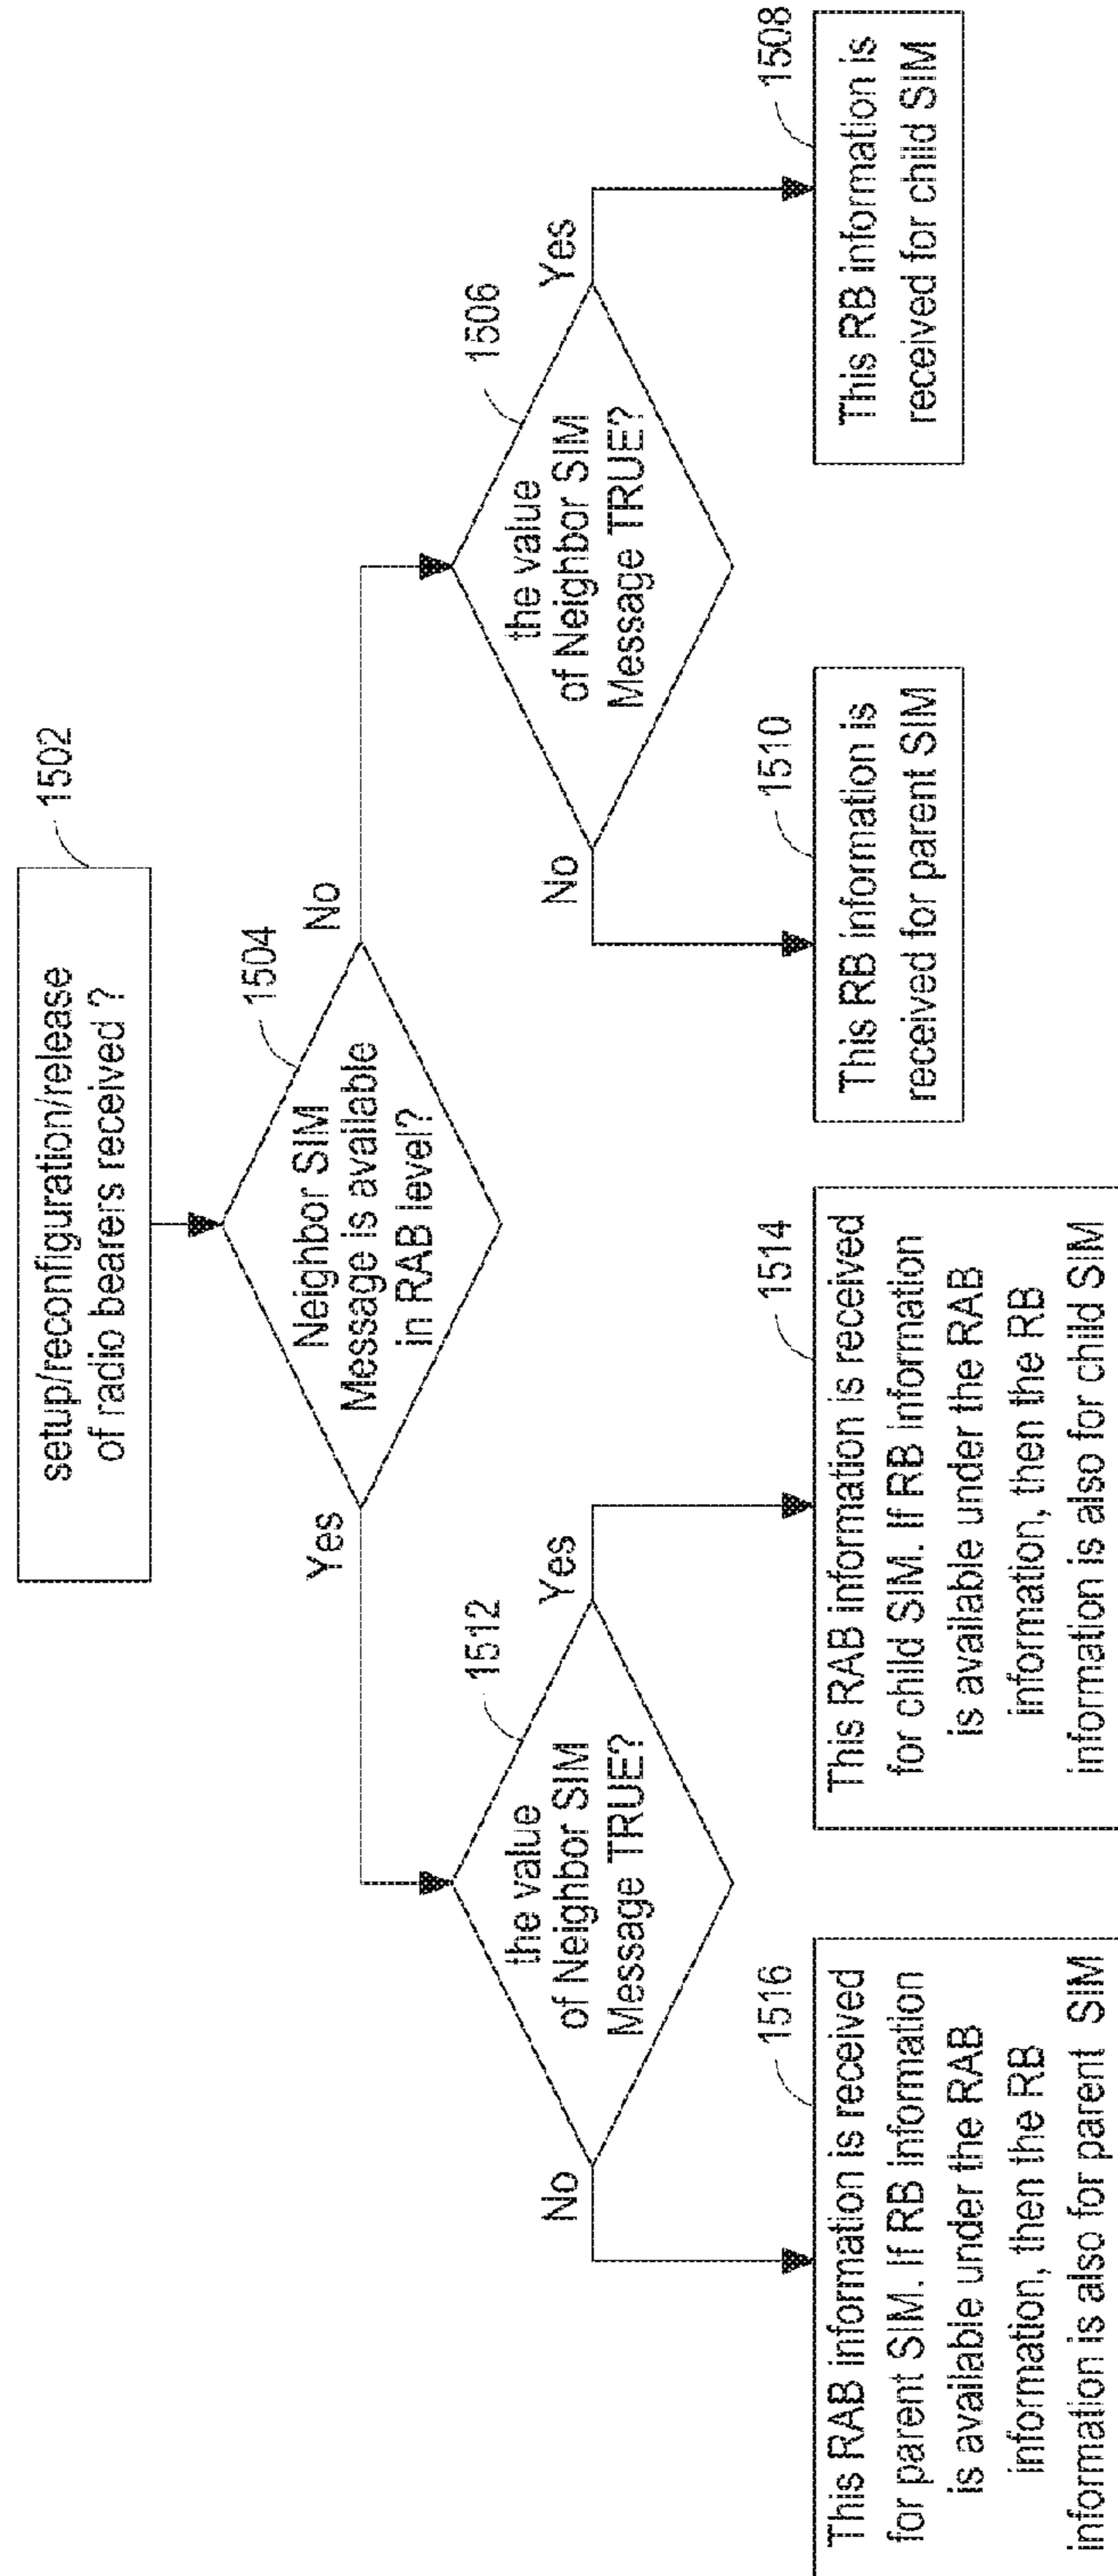 setup/reconfiguration/release
of radio bearers received ?
1502
Neighbor SIM
Message is available
in RAB level?
1504
Yes
No
the value
of Neighbor SIM
Message TRUE?
1512
No
Yes
the value
of Neighbor SIM
Message TRUE?
1506
No
Yes
1516
This RAB information is received
for parent SIM. If RB information
is available under the RAB
information, then the RB
information is also for parent SIM
1514
This RAB information is received
for child SIM. If RB information
is available under the RAB
information, then the RB
information is also for child SIM
1510
This RB information is
received for parent SIM
1508
This RB information is
received for child SIM